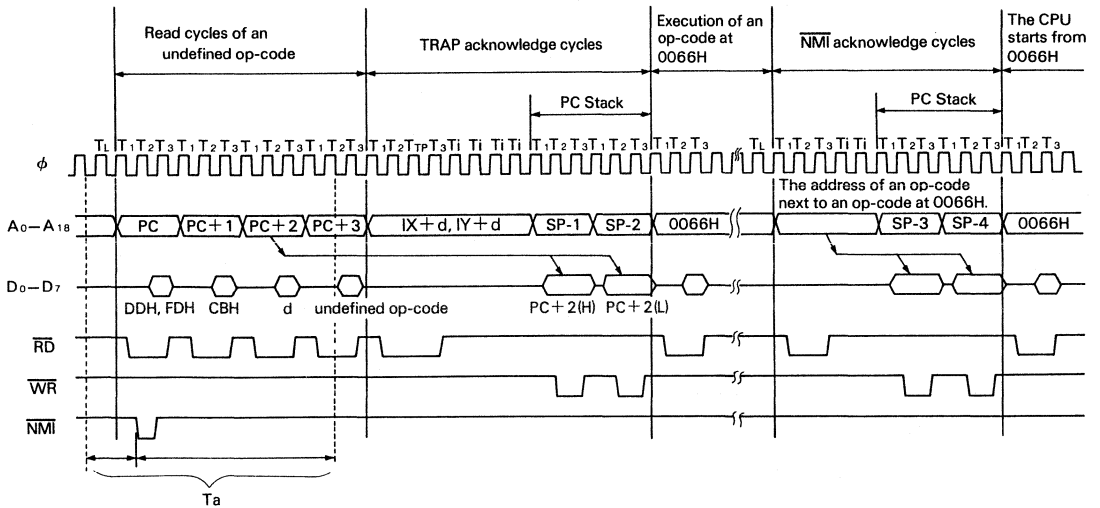 Read cycles of an
undefined op-code
TRAP acknowledge cycles
Execution of an
op-code at
0066H
NMI acknowledge cycles
The CPU
starts from
0066H
PC Stack
PC Stack
φ
TL T1 T2 T3 T1 T2 T3 T1 T2 T3 T1 T2 T3 T1 T2 TTP T3 Ti Ti Ti Ti T1 T2 T3 T1 T2 T3 T1 T2 T3 TL T1 T2 T3 Ti Ti T1 T2 T3 T1 T2 T3 T1 T2 T3
The address of an op-code
next to an op-code at 0066H.
A0–A18 PC PC+1 PC+2 PC+3 IX+d, IY+d SP-1 SP-2 0066H SP-3 SP-4 0066H
D0–D7
DDH, FDH CBH d undefined op-code PC+2(H) PC+2(L)
RD
WR
NMI
Ta